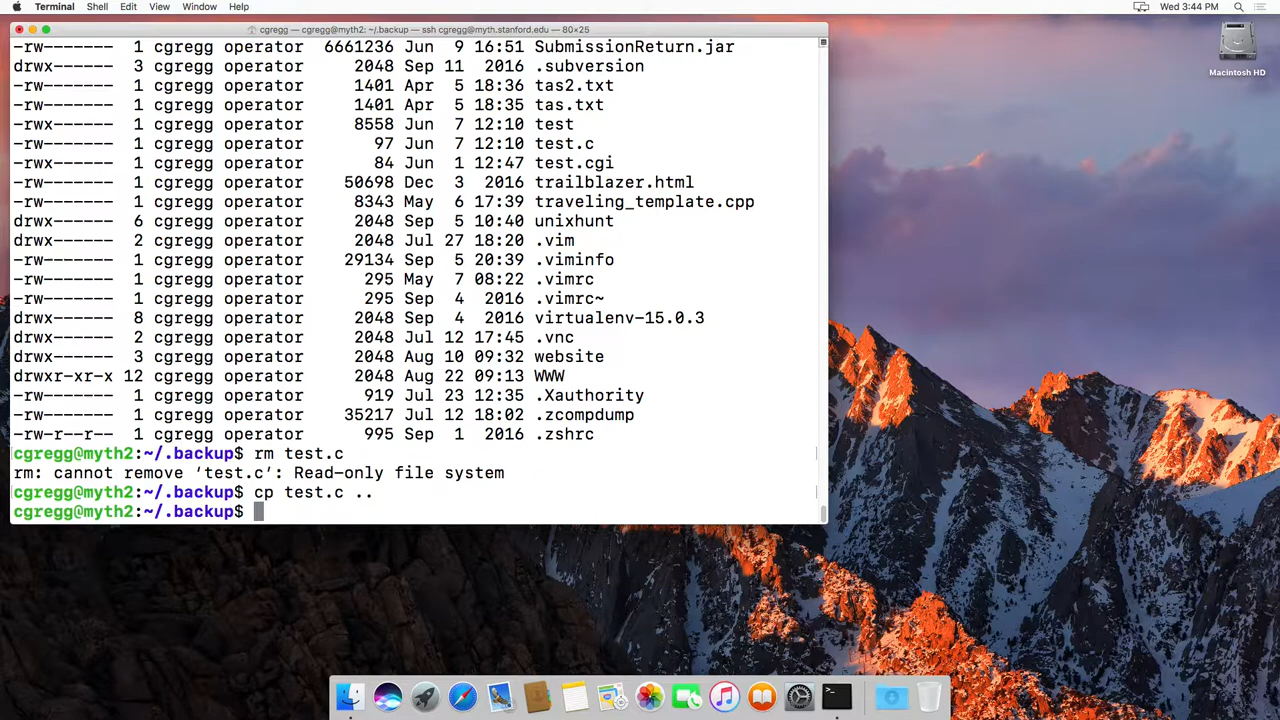 Terminal Shell Edit View Window Help Wed 3:44 PM
cgregg — cgregg@myth2: ~/.backup — ssh cgregg@myth.stanford.edu — 80×25
-rw------- 1 cgregg operator 6661236 Jun 9 16:51 SubmissionReturn.jar
drwx------ 3 cgregg operator 2048 Sep 11 2016 .subversion
-rw------- 1 cgregg operator 1401 Apr 5 18:36 tas2.txt
-rw------- 1 cgregg operator 1401 Apr 5 18:35 tas.txt
-rwx------ 1 cgregg operator 8558 Jun 7 12:10 test
-rw------- 1 cgregg operator 97 Jun 7 12:10 test.c
-rwx------ 1 cgregg operator 84 Jun 1 12:47 test.cgi
-rw------- 1 cgregg operator 50698 Dec 3 2016 trailblazer.html
-rw------- 1 cgregg operator 8343 May 6 17:39 traveling_template.cpp
drwx------ 6 cgregg operator 2048 Sep 5 10:40 unixhunt
drwx------ 2 cgregg operator 2048 Jul 27 18:20 .vim
-rw------- 1 cgregg operator 29134 Sep 5 20:39 .viminfo
-rw------- 1 cgregg operator 295 May 7 08:22 .vimrc
-rw------- 1 cgregg operator 295 Sep 4 2016 .vimrc~
drwx------ 8 cgregg operator 2048 Sep 4 2016 virtualenv-15.0.3
drwx------ 2 cgregg operator 2048 Jul 12 17:45 .vnc
drwx------ 3 cgregg operator 2048 Aug 10 09:32 website
drwxr-xr-x 12 cgregg operator 2048 Aug 22 09:13 WWW
-rw------- 1 cgregg operator 919 Jul 23 12:35 .Xauthority
-rw------- 1 cgregg operator 35217 Jul 12 18:02 .zcompdump
-rw-r--r-- 1 cgregg operator 995 Sep 1 2016 .zshrc
cgregg@myth2:~/.backup$ rm test.c
rm: cannot remove ‘test.c’: Read-only file system
cgregg@myth2:~/.backup$ cp test.c ..
cgregg@myth2:~/.backup$
Macintosh HD